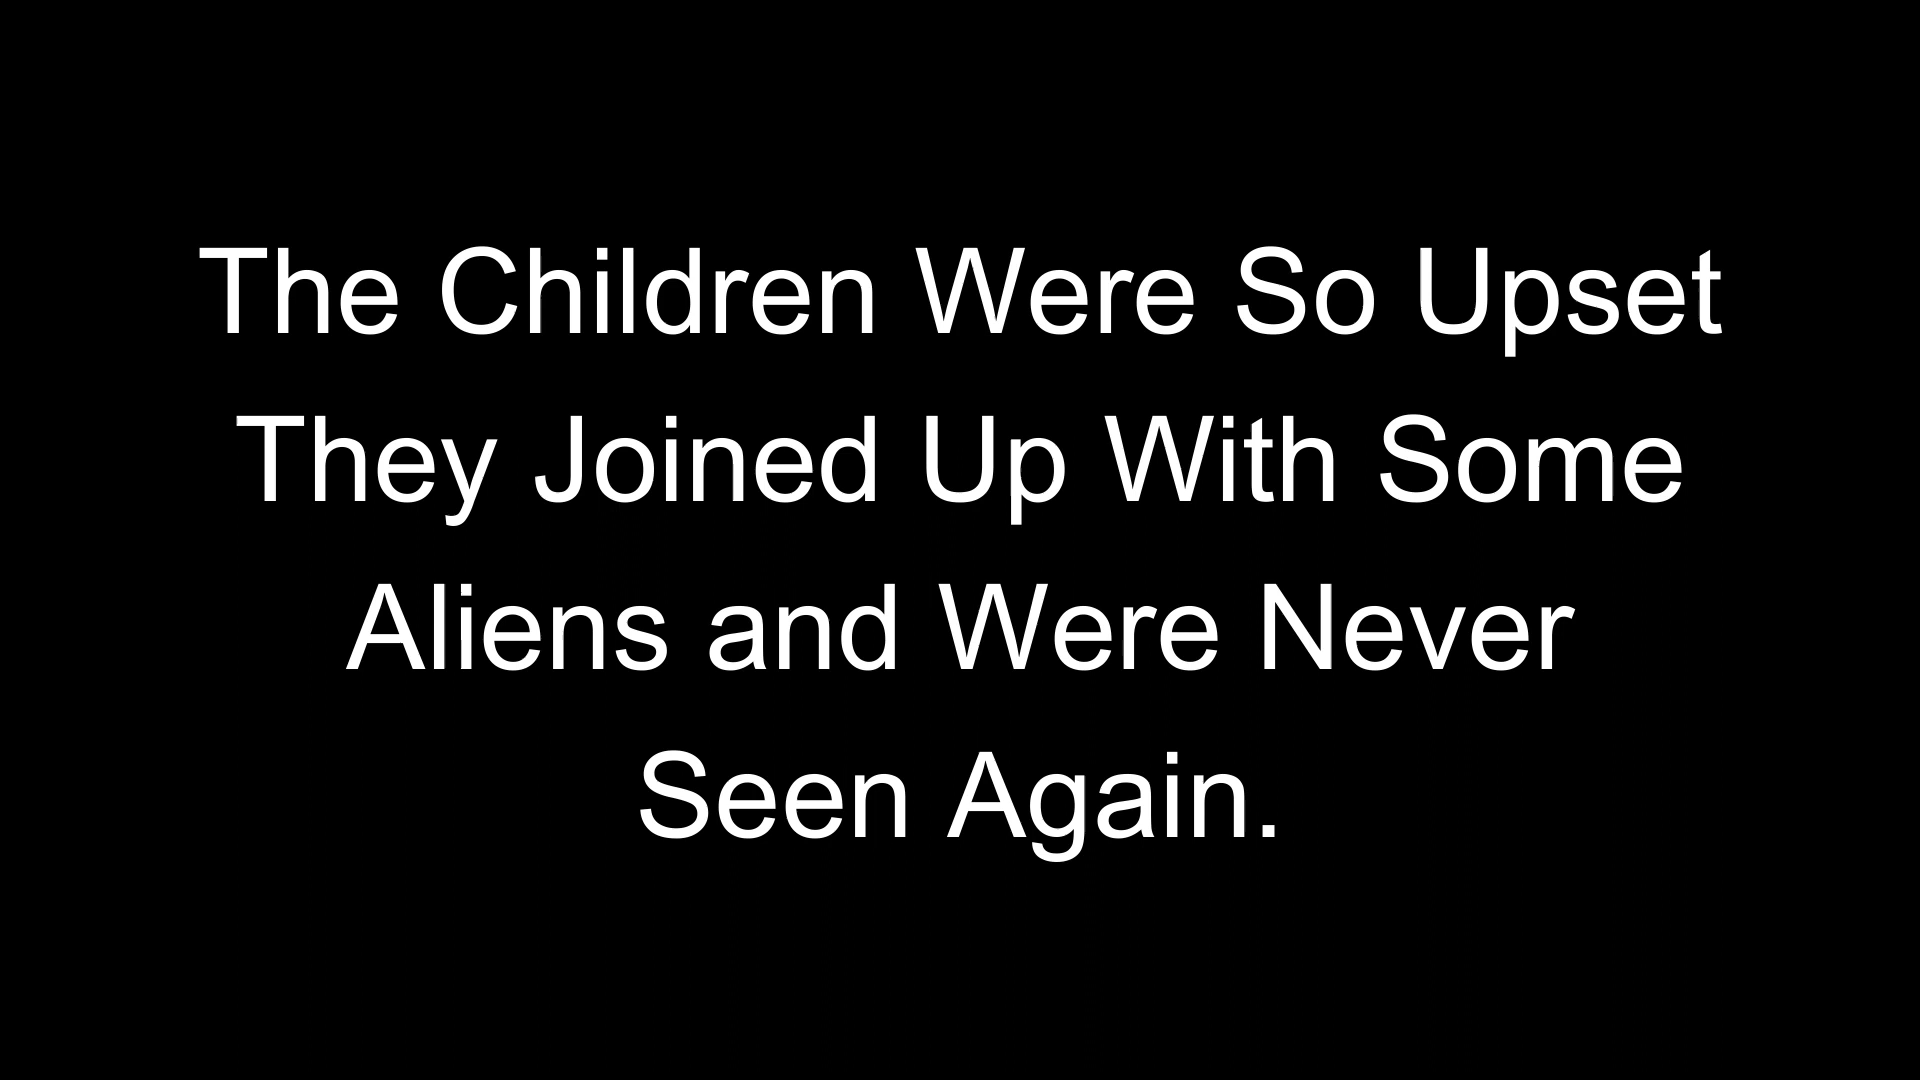 The Children Were So Upset
They Joined Up With Some
Aliens and Were Never
Seen Again.